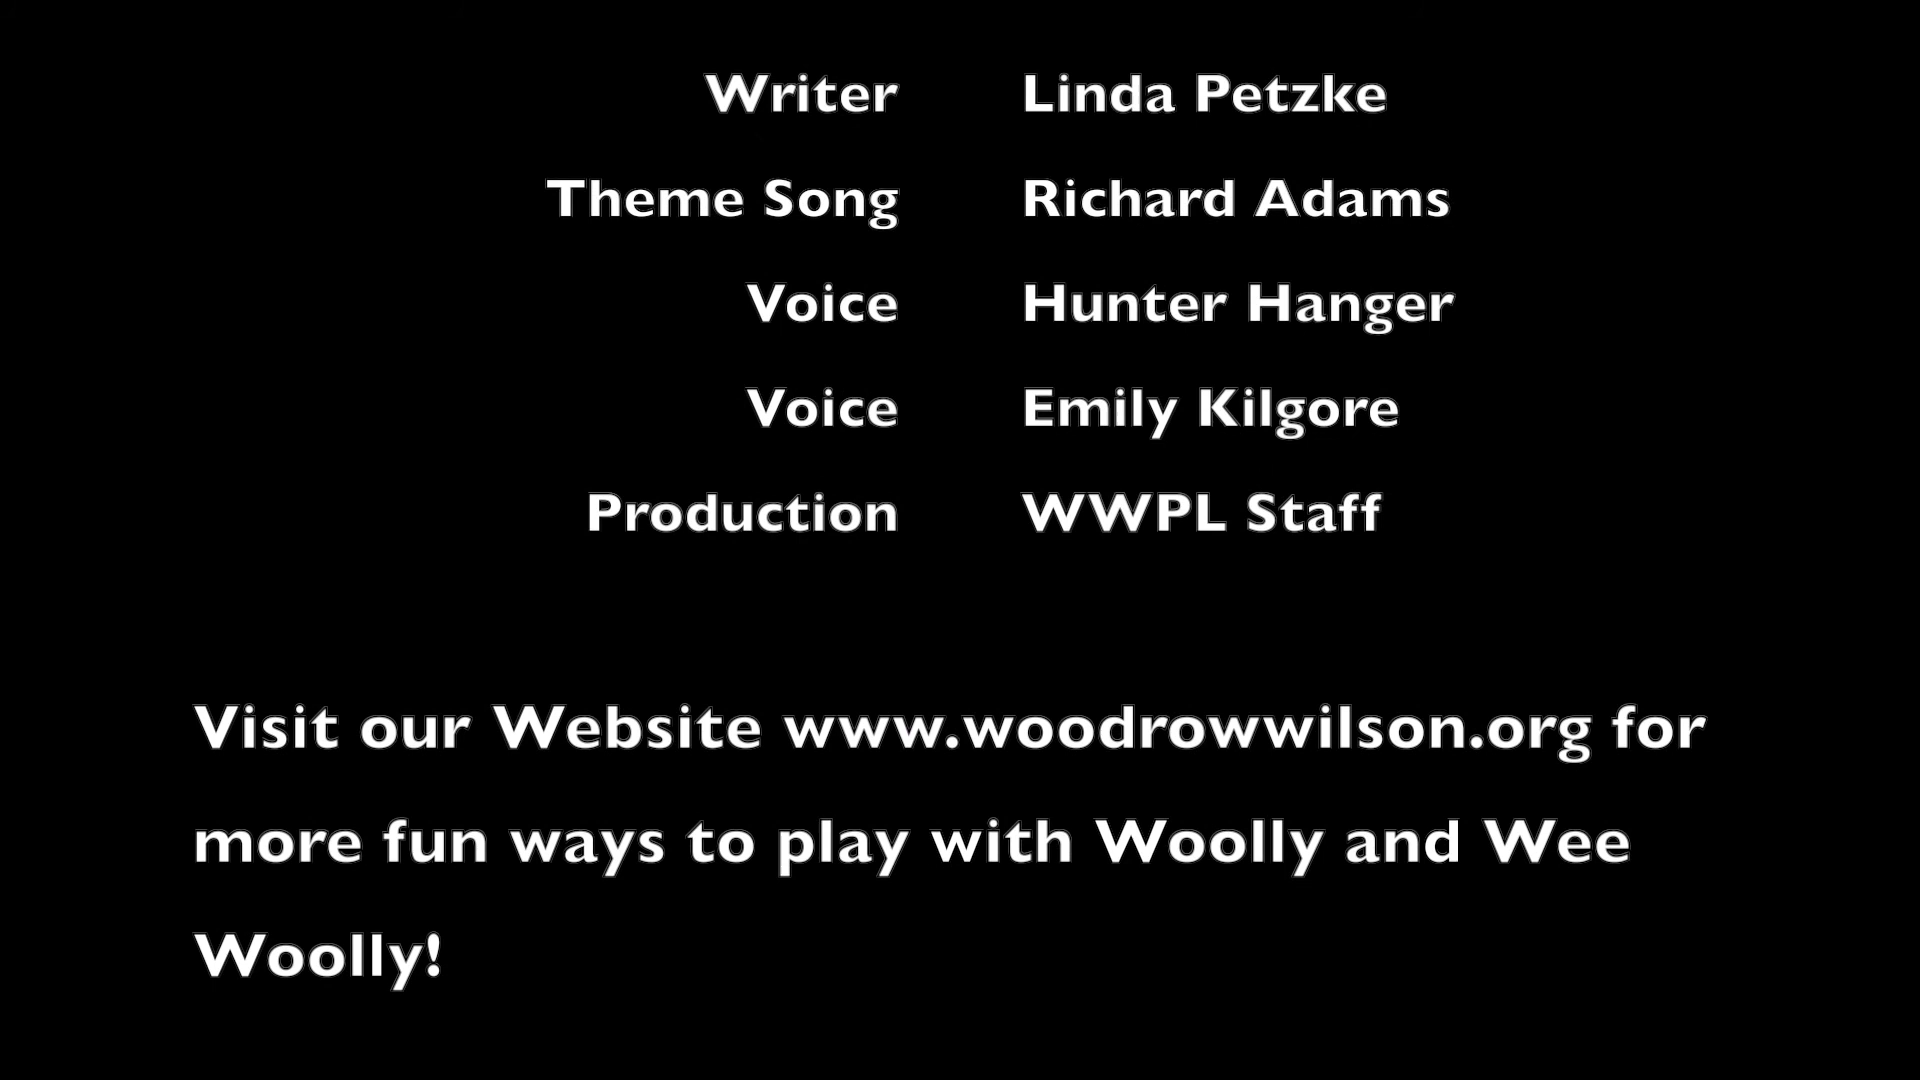 Writer Linda Petzke
Theme Song Richard Adams
Voice Hunter Hanger
Voice Emily Kilgore
Production WWPL Staff
Visit our Website www.woodrowwilson.org for
more fun ways to play with Woolly and Wee
Woolly!